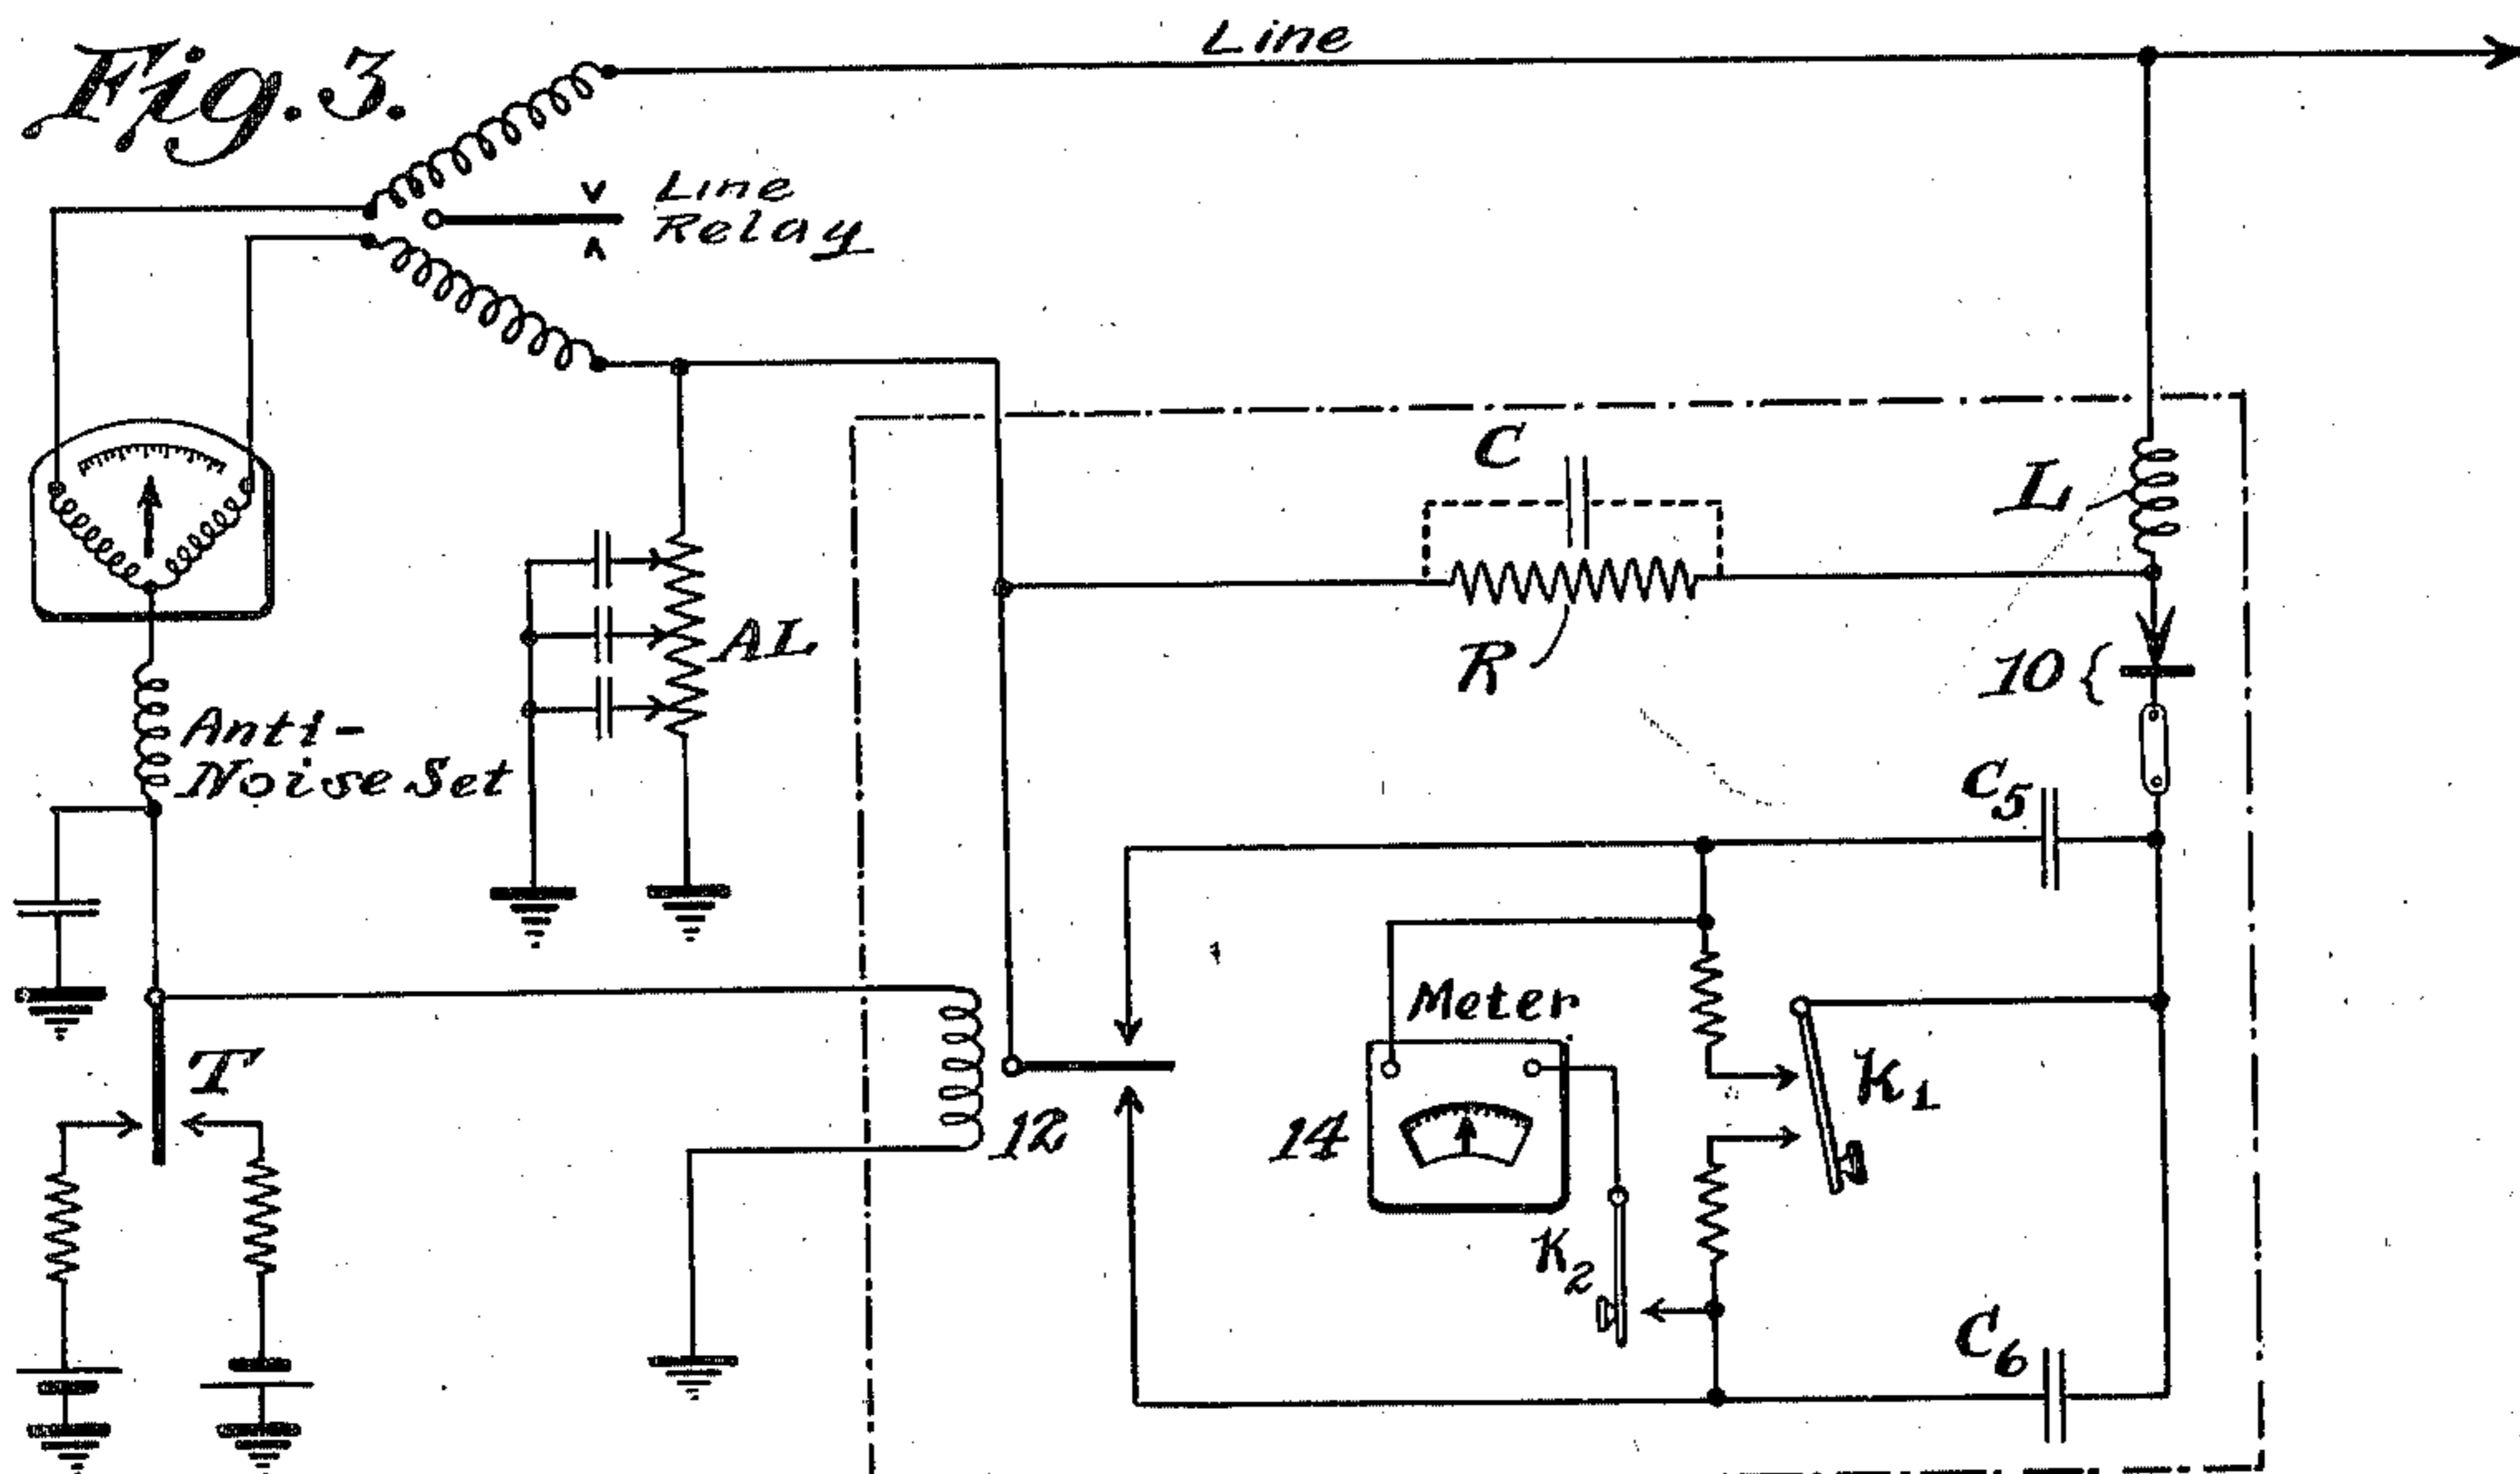 Fig. 3.
Line
Line
Relay
C
L
R
AL
10
Anti-
Noise Set
C5
Meter
T
K1
12
14
K2
C6